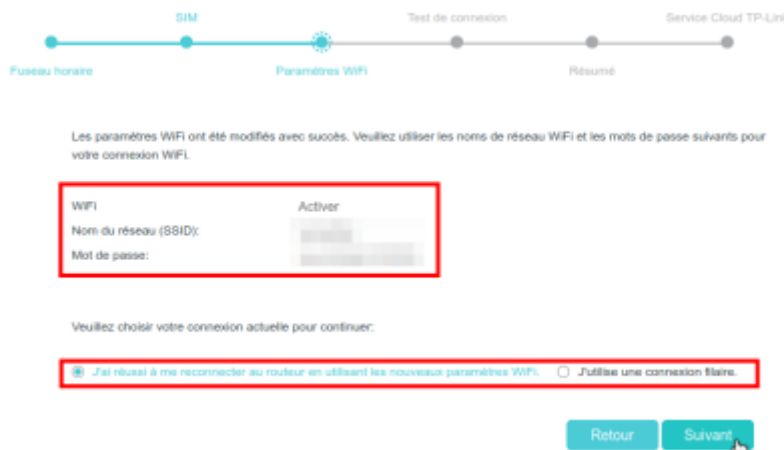 SIM
Test de connexion
Service Cloud TP-Lin
Fuseau horaire
Paramètres WiFi
Résumé
Les paramètres WiFi ont été modifiés avec succès. Veuillez utiliser les noms de réseau WiFi et les mots de passe suivants pour
votre connexion WiFi.
WiFi Activer
Nom du réseau (SSID):
Mot de passe:
Veuillez choisir votre connexion actuelle pour continuer:
J'ai réussi à me reconnecter au routeur en utilisant les nouveaux paramètres WiFi. J'utilise une connexion filaire.
Retour Suivant